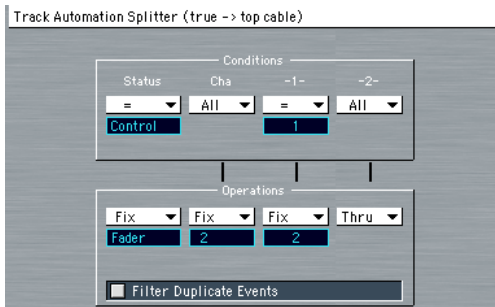 Track Automation Splitter (true -> top cable)
Conditions
Status Cha -1- -2-
= All = All
Control 1
Operations
Fix Fix Fix Thru
Fader 2 2
Filter Duplicate Events